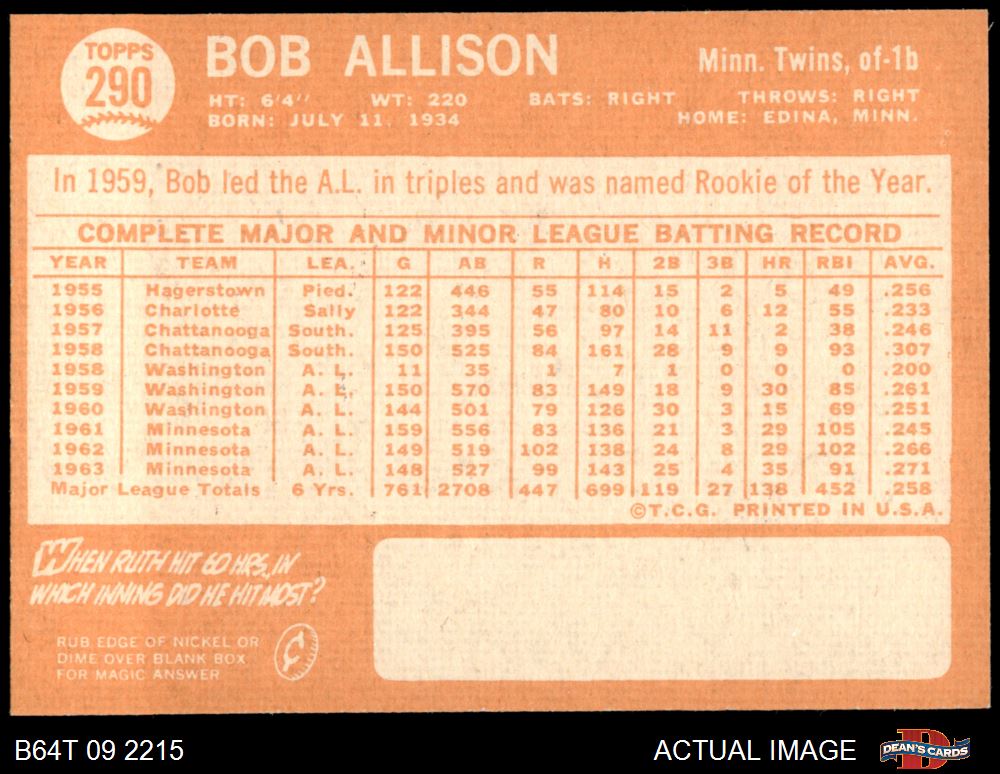 TOPPS
290
BOB ALLISON
Minn. Twins, of-1b
HT: 6'4" WT: 220 BATS: RIGHT THROWS: RIGHT
BORN: JULY 11, 1934 HOME: EDINA, MINN.
In 1959, Bob led the A.L. in triples and was named Rookie of the Year.
COMPLETE MAJOR AND MINOR LEAGUE BATTING RECORD
YEAR TEAM LEA. G AB R H 2B 3B HR RBI AVG.
1955 Hagerstown Pied. 122 446 55 114 15 2 5 49 .256
1956 Charlotte Sally 122 344 47 80 10 6 12 55 .233
1957 Chattanooga South. 125 395 56 97 14 11 2 38 .246
1958 Chattanooga South. 150 525 84 161 28 9 9 93 .307
1958 Washington A. L. 11 35 1 7 1 0 0 0 .200
1959 Washington A. L. 150 570 83 149 18 9 30 85 .261
1960 Washington A. L. 144 501 79 126 30 3 15 69 .251
1961 Minnesota A. L. 159 556 83 136 21 3 29 105 .245
1962 Minnesota A. L. 149 519 102 138 24 8 29 102 .266
1963 Minnesota A. L. 148 527 99 143 25 4 35 91 .271
Major League Totals 6 Yrs. 761 2708 447 699 119 27 138 452 .258
©T.C.G. PRINTED IN U.S.A.
WHEN RUTH HIT 60 HRS, IN
WHICH INNING DID HE HIT MOST?
RUB EDGE OF NICKEL OR
DIME OVER BLANK BOX
FOR MAGIC ANSWER
¢
B64T 09 2215
ACTUAL IMAGE
DEAN'S CARDS